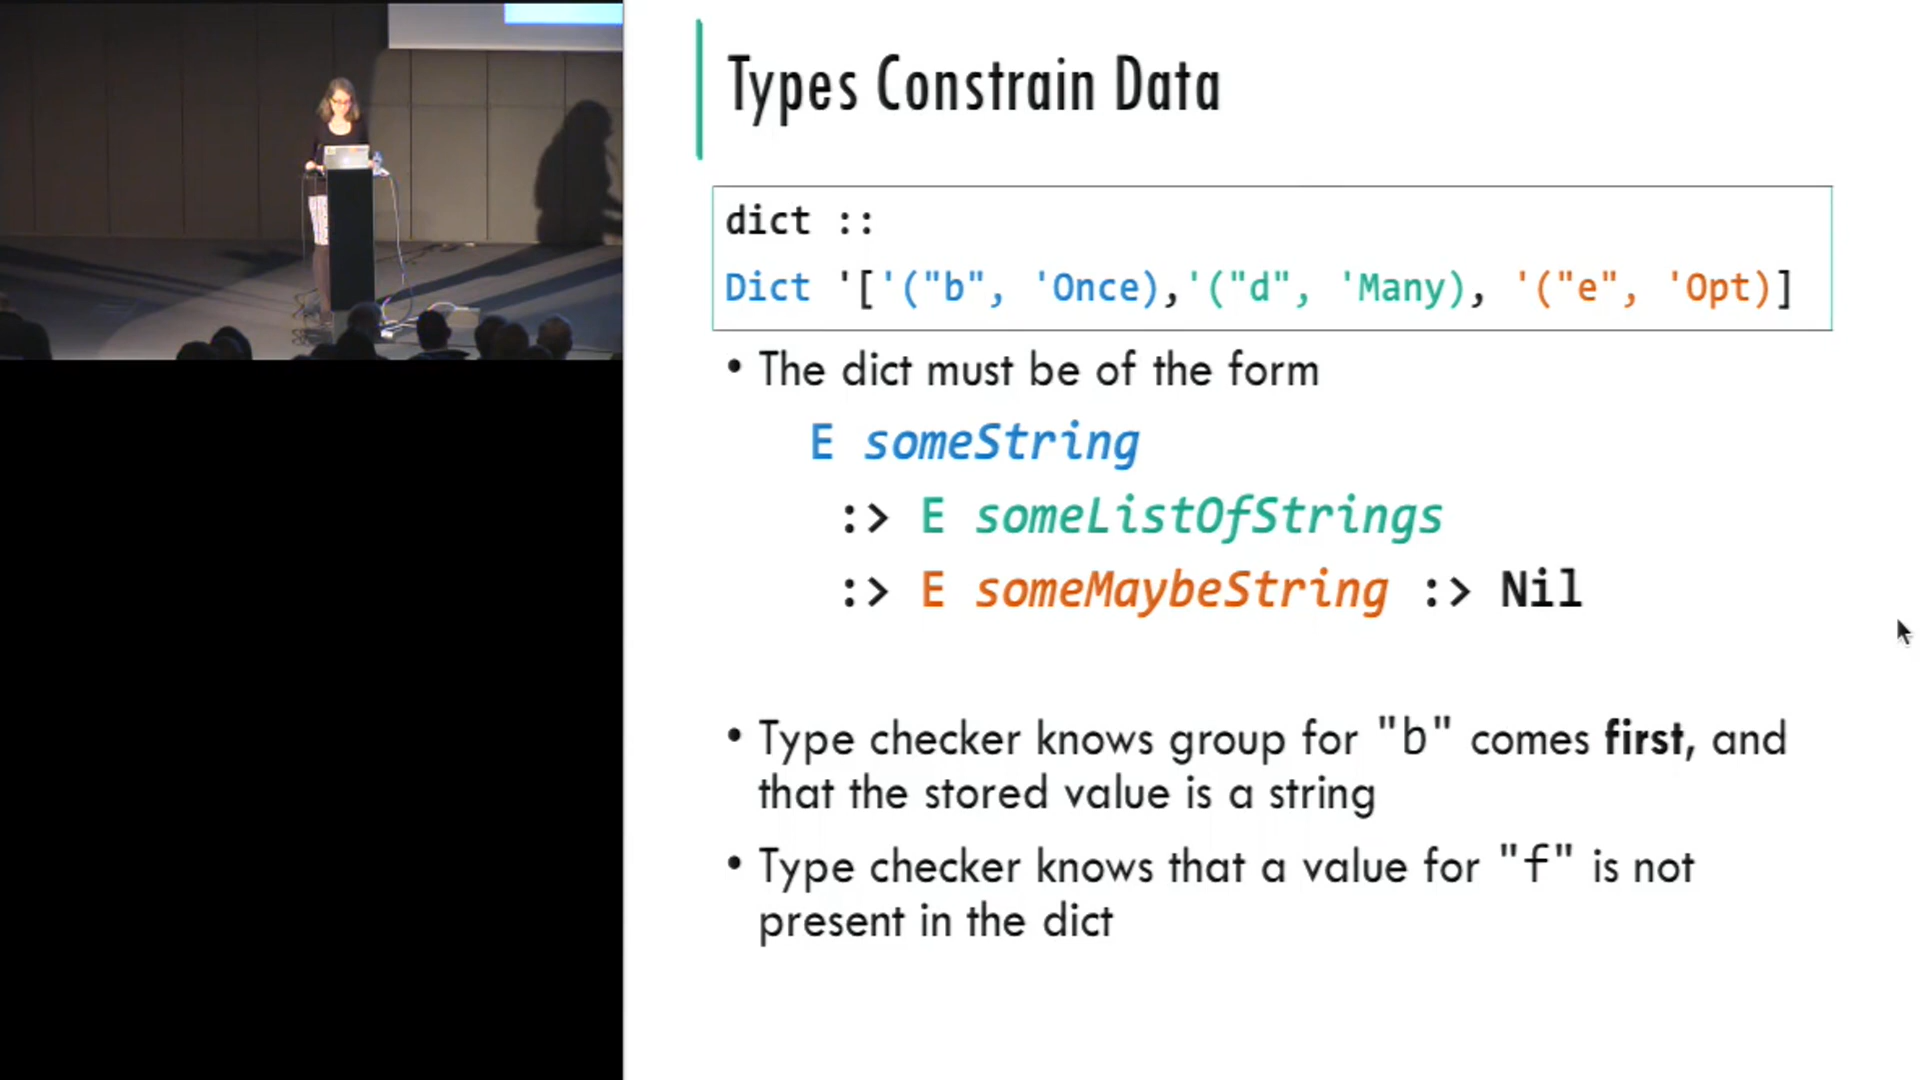 Types Constrain Data
dict ::
Dict '['("b", 'Once),'("d", 'Many), '("e", 'Opt)]
• The dict must be of the form
E someString
:> E someListOfStrings
:> E someMaybeString :> Nil
• Type checker knows group for "b" comes first, and
that the stored value is a string
• Type checker knows that a value for "f" is not
present in the dict